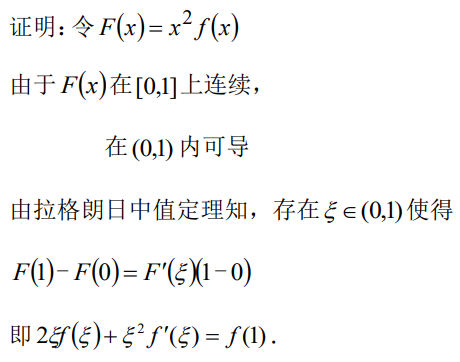 证明：令 F(x) = x² f(x)
由于 F(x) 在 [0,1] 上连续，
在 (0,1) 内可导
由拉格朗日中值定理知，存在 ξ ∈ (0,1) 使得
F(1) − F(0) = F′(ξ)(1 − 0)
即 2ξf(ξ) + ξ² f′(ξ) = f(1) .